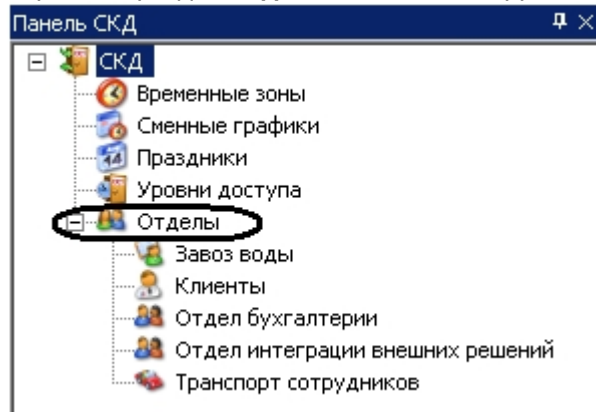 Панель СКД
СКД
Временные зоны
Сменные графики
Праздники
Уровни доступа
Отделы
Завоз воды
Клиенты
Отдел бухгалтерии
Отдел интеграции внешних решений
Транспорт сотрудников